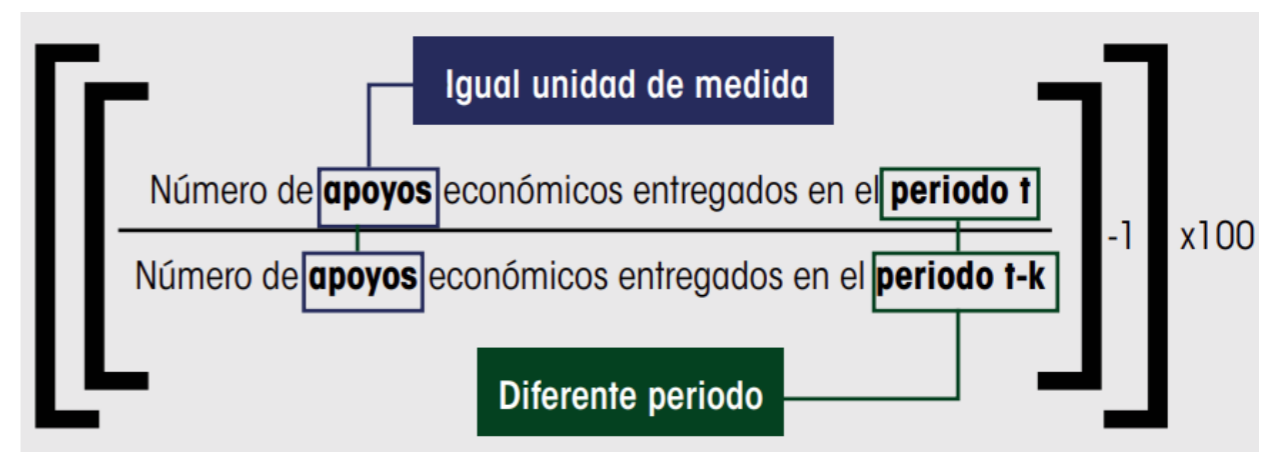 Igual unidad de medida
Número de apoyos económicos entregados en el periodo t
-1
x100
Número de apoyos económicos entregados en el periodo t-k
Diferente periodo